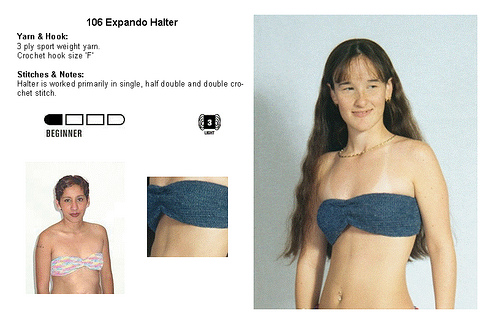 106 Expando Halter
Yarn & Hook:
3 ply sport weight yarn.
Crochet hook size 'F'
Stitches & Notes:
Halter is worked primarily in single, half double and double cro-
chet stitch.
BEGINNER
3
LIGHT